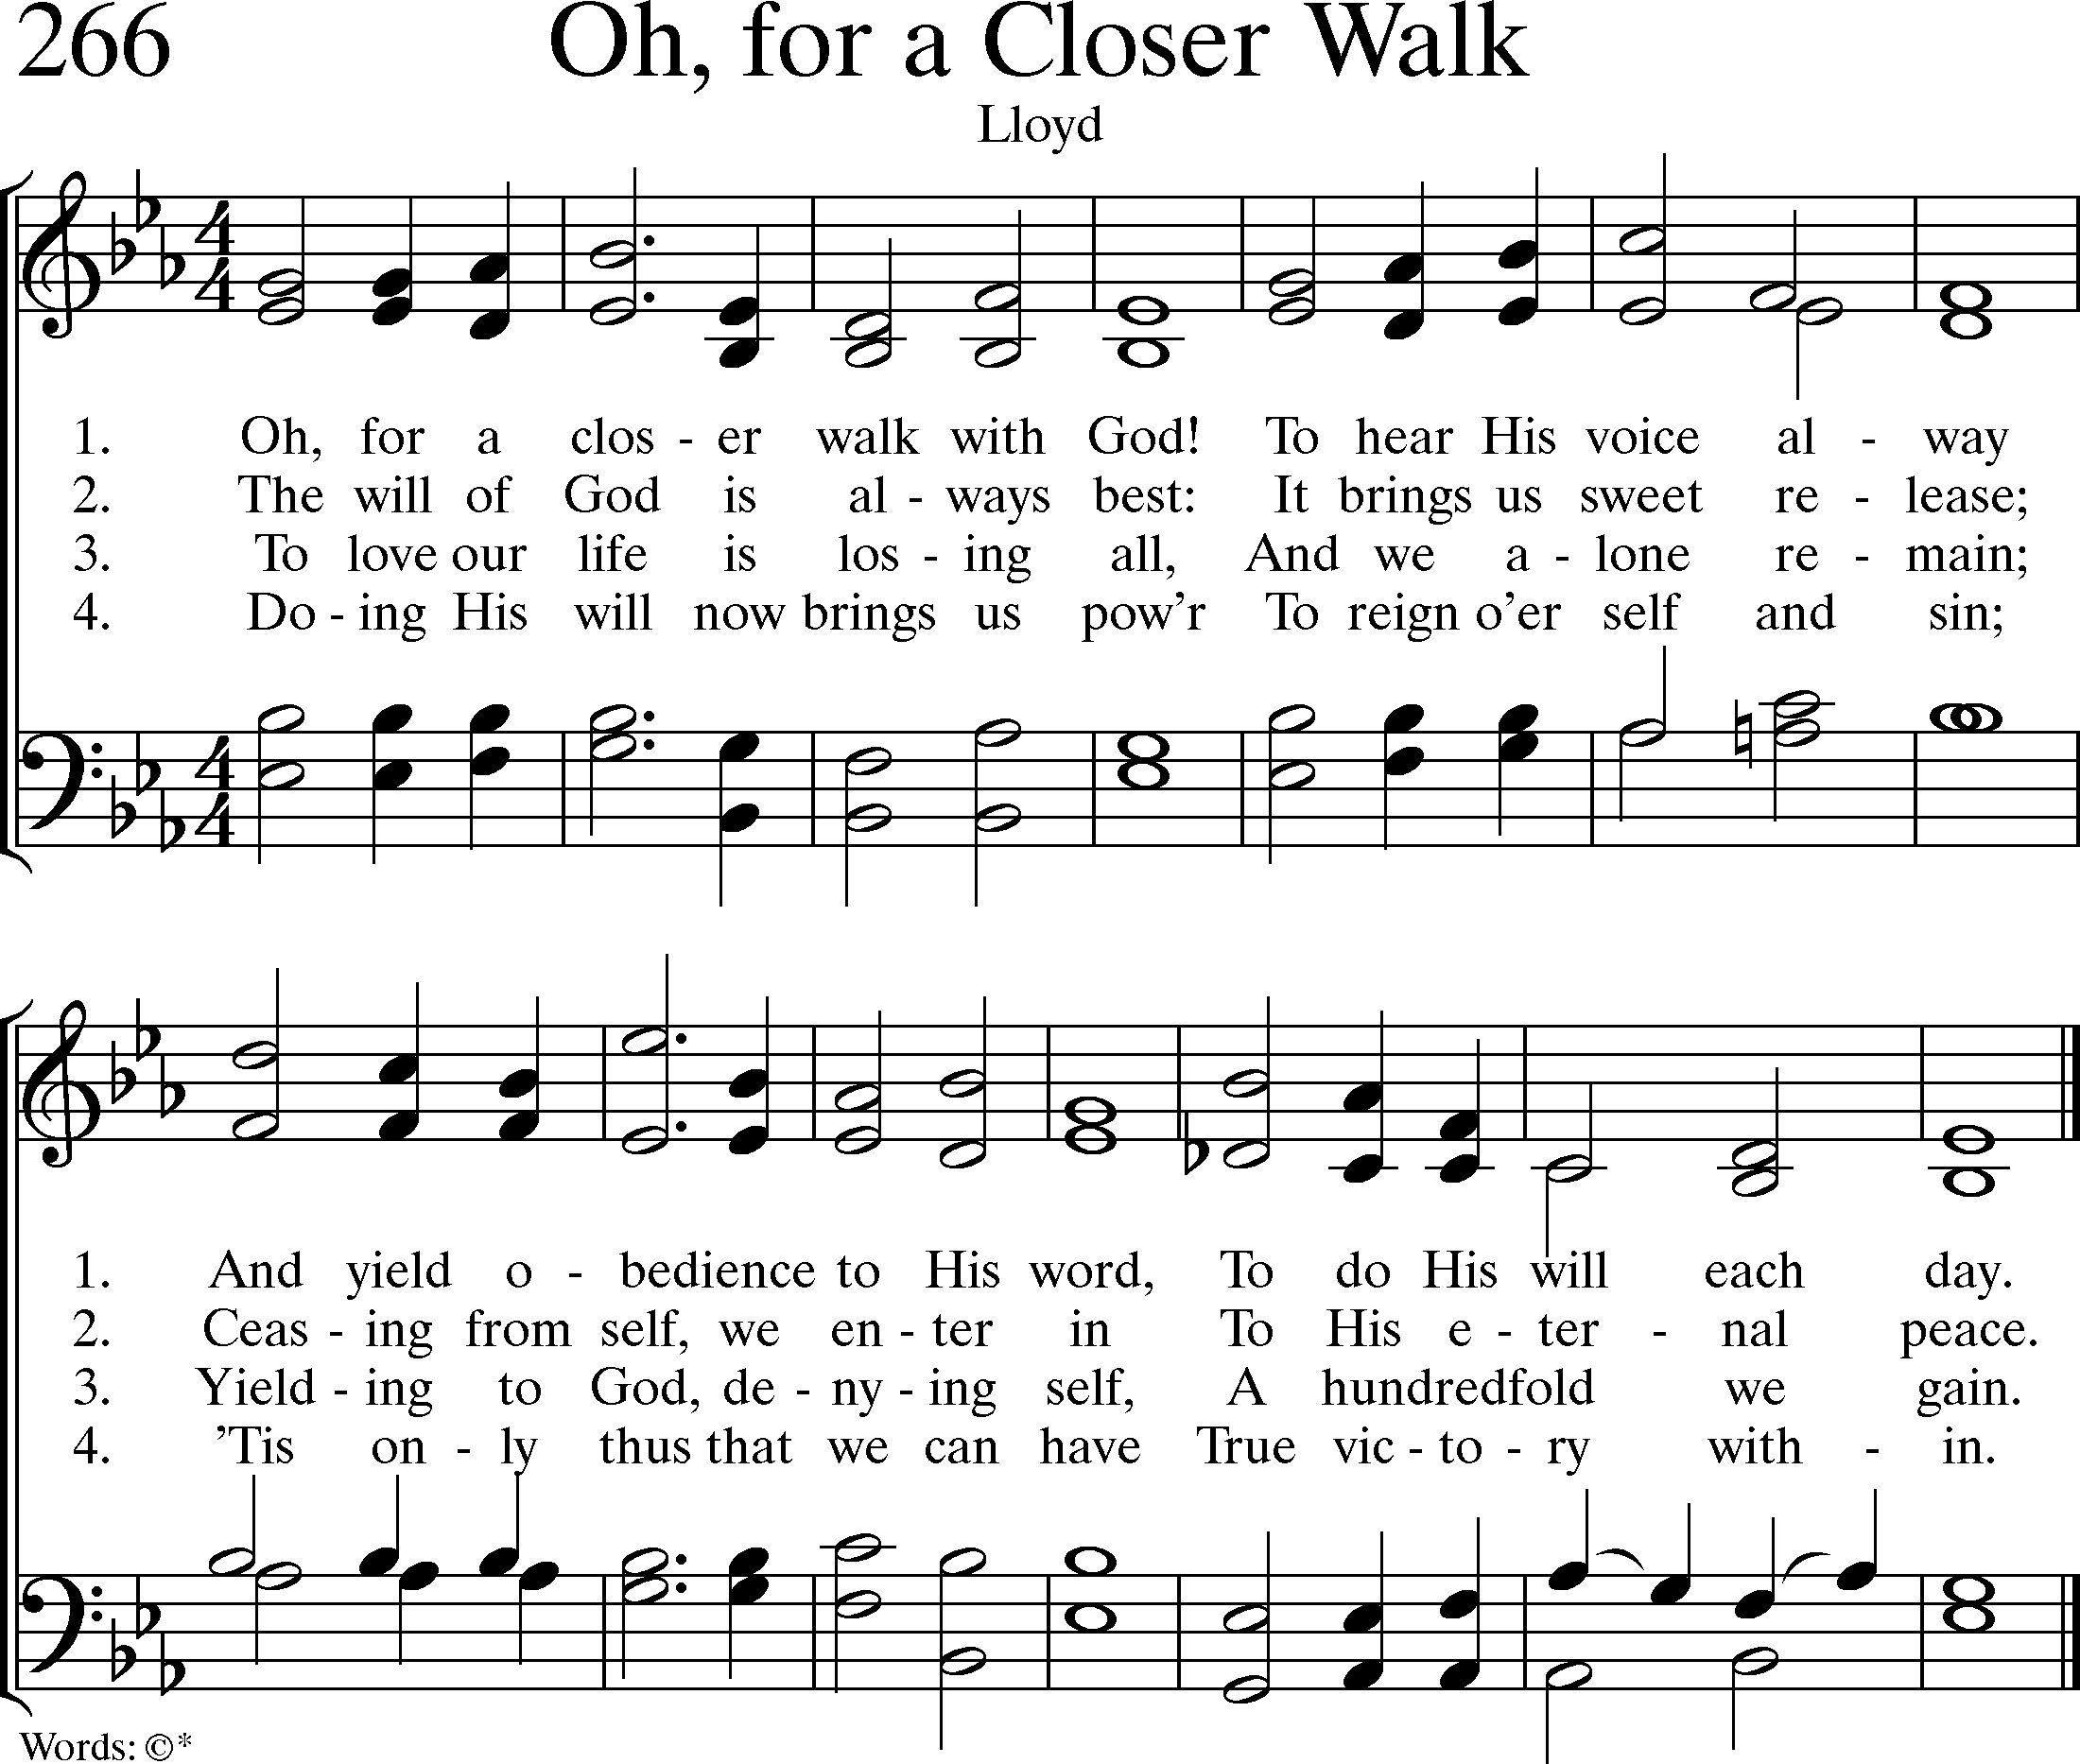 266 Oh, for a Closer Walk
Lloyd
1. Oh, for a clos - er walk with God! To hear His voice al - way
2. The will of God is al - ways best: It brings us sweet re - lease;
3. To love our life is los - ing all, And we a - lone re - main;
4. Do - ing His will now brings us pow'r To reign o'er self and sin;
1. And yield o - bedience to His word, To do His will each day.
2. Ceas - ing from self, we en - ter in To His e - ter - nal peace.
3. Yield - ing to God, de - ny - ing self, A hundredfold we gain.
4. 'Tis on - ly thus that we can have True vic - to - ry with - in.
Words: ©*